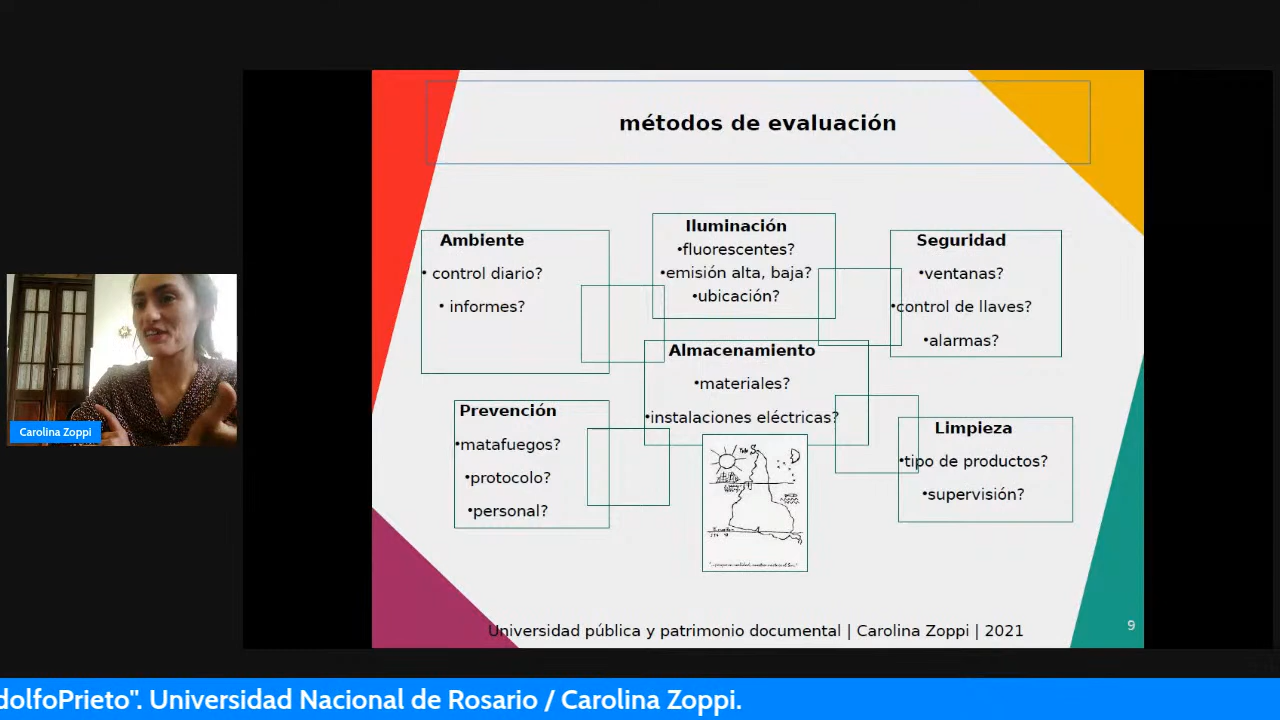 métodos de evaluación
Ambiente
• control diario?
• informes?
Iluminación
•fluorescentes?
•emisión alta, baja?
•ubicación?
Seguridad
•ventanas?
•control de llaves?
•alarmas?
Almacenamiento
•materiales?
•instalaciones eléctricas?
Prevención
•matafuegos?
•protocolo?
•personal?
Limpieza
•tipo de productos?
•supervisión?
Carolina Zoppi
Universidad pública y patrimonio documental | Carolina Zoppi | 2021
9
dolfoPrieto". Universidad Nacional de Rosario / Carolina Zoppi.